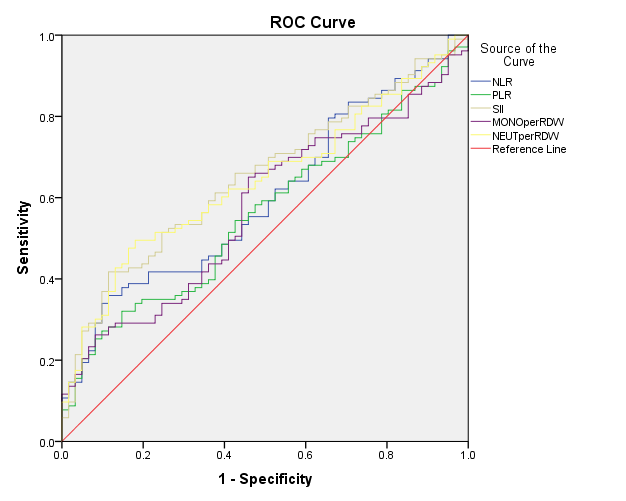 ROC Curve
Source of the
Curve
NLR
PLR
SII
MONOperRDW
NEUTperRDW
Reference Line
Sensitivity
1.0
0.8
0.6
0.4
0.2
0.0
0.0 0.2 0.4 0.6 0.8 1.0
1 - Specificity